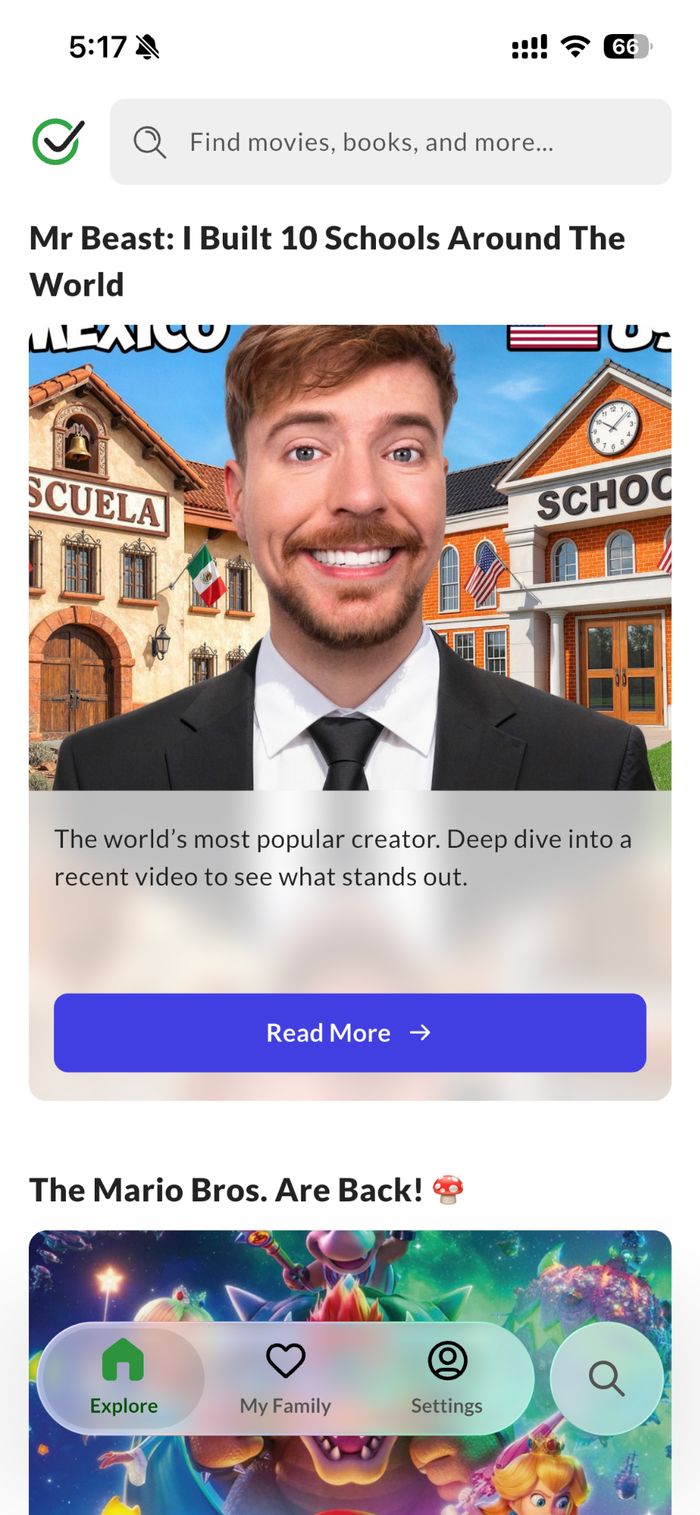 5:17
66
Find movies, books, and more...
Mr Beast: I Built 10 Schools Around The
World
MEXICO
SCUELA
SCHOO
The world’s most popular creator. Deep dive into a
recent video to see what stands out.
Read More →
The Mario Bros. Are Back! 🍄
Explore
My Family
Settings